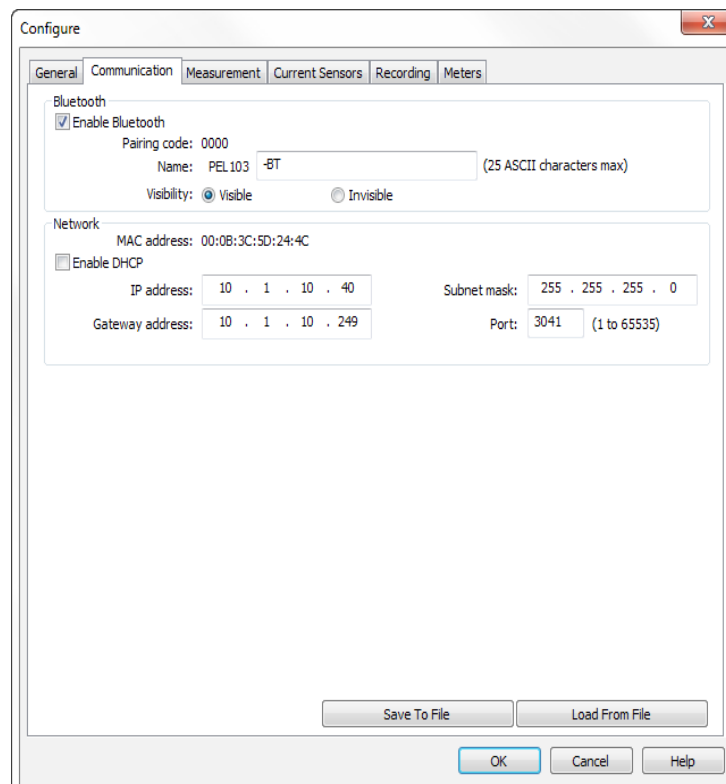 Configure
X
General Communication Measurement Current Sensors Recording Meters
Bluetooth
Enable Bluetooth
Pairing code: 0000
Name: PEL103 -BT (25 ASCII characters max)
Visibility: Visible Invisible
Network
MAC address: 00:0B:3C:5D:24:4C
Enable DHCP
IP address: 10 . 1 . 10 . 40 Subnet mask: 255 . 255 . 255 . 0
Gateway address: 10 . 1 . 10 . 249 Port: 3041 (1 to 65535)
Save To File Load From File
OK Cancel Help